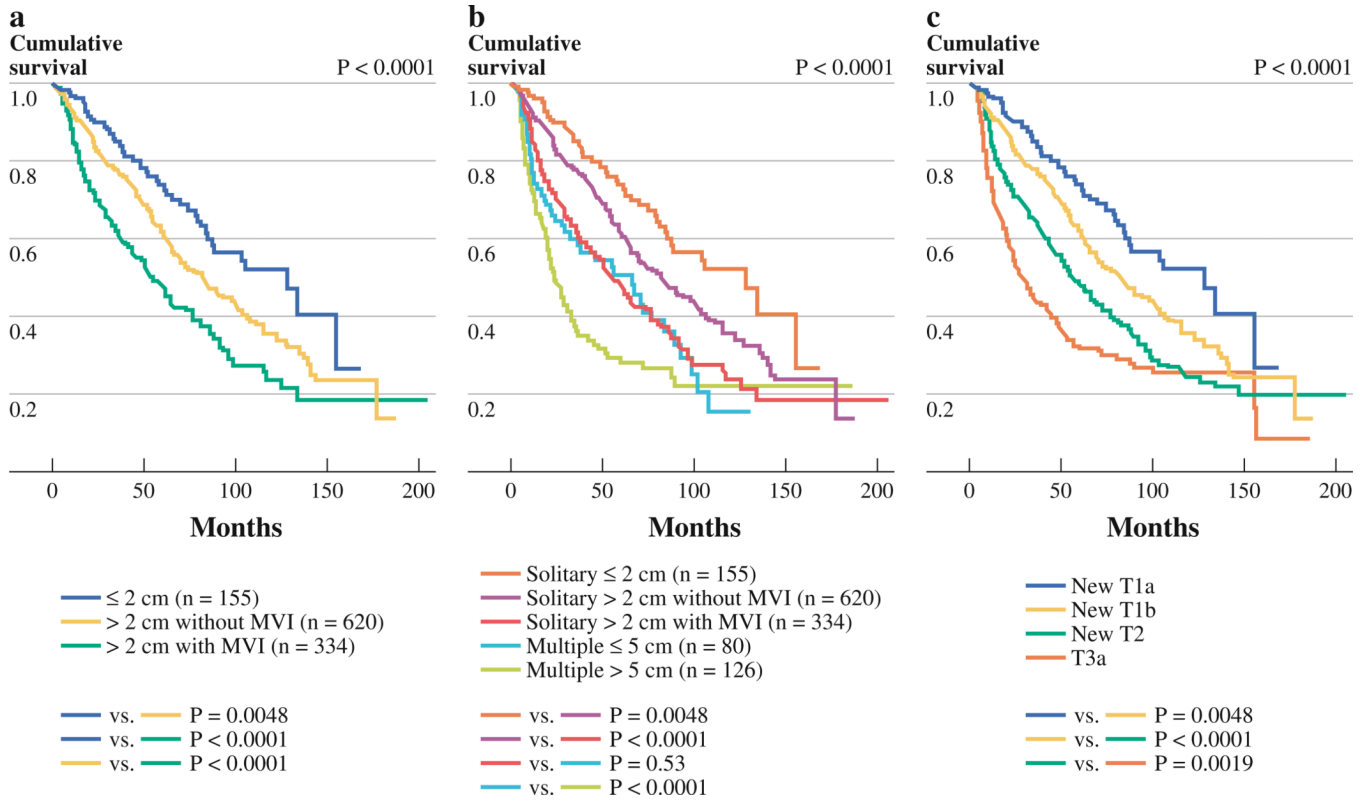 a
Cumulative
survival
P < 0.0001
1.0
0.8
0.6
0.4
0.2
0 50 100 150 200
Months
≤ 2 cm (n = 155)
> 2 cm without MVI (n = 620)
> 2 cm with MVI (n = 334)
vs. P = 0.0048
vs. P < 0.0001
vs. P < 0.0001
b
Cumulative
survival
P < 0.0001
1.0
0.8
0.6
0.4
0.2
0 50 100 150 200
Months
Solitary ≤ 2 cm (n = 155)
Solitary > 2 cm without MVI (n = 620)
Solitary > 2 cm with MVI (n = 334)
Multiple ≤ 5 cm (n = 80)
Multiple > 5 cm (n = 126)
vs. P = 0.0048
vs. P < 0.0001
vs. P = 0.53
vs. P < 0.0001
c
Cumulative
survival
P < 0.0001
1.0
0.8
0.6
0.4
0.2
0 50 100 150 200
Months
New T1a
New T1b
New T2
T3a
vs. P = 0.0048
vs. P < 0.0001
vs. P = 0.0019